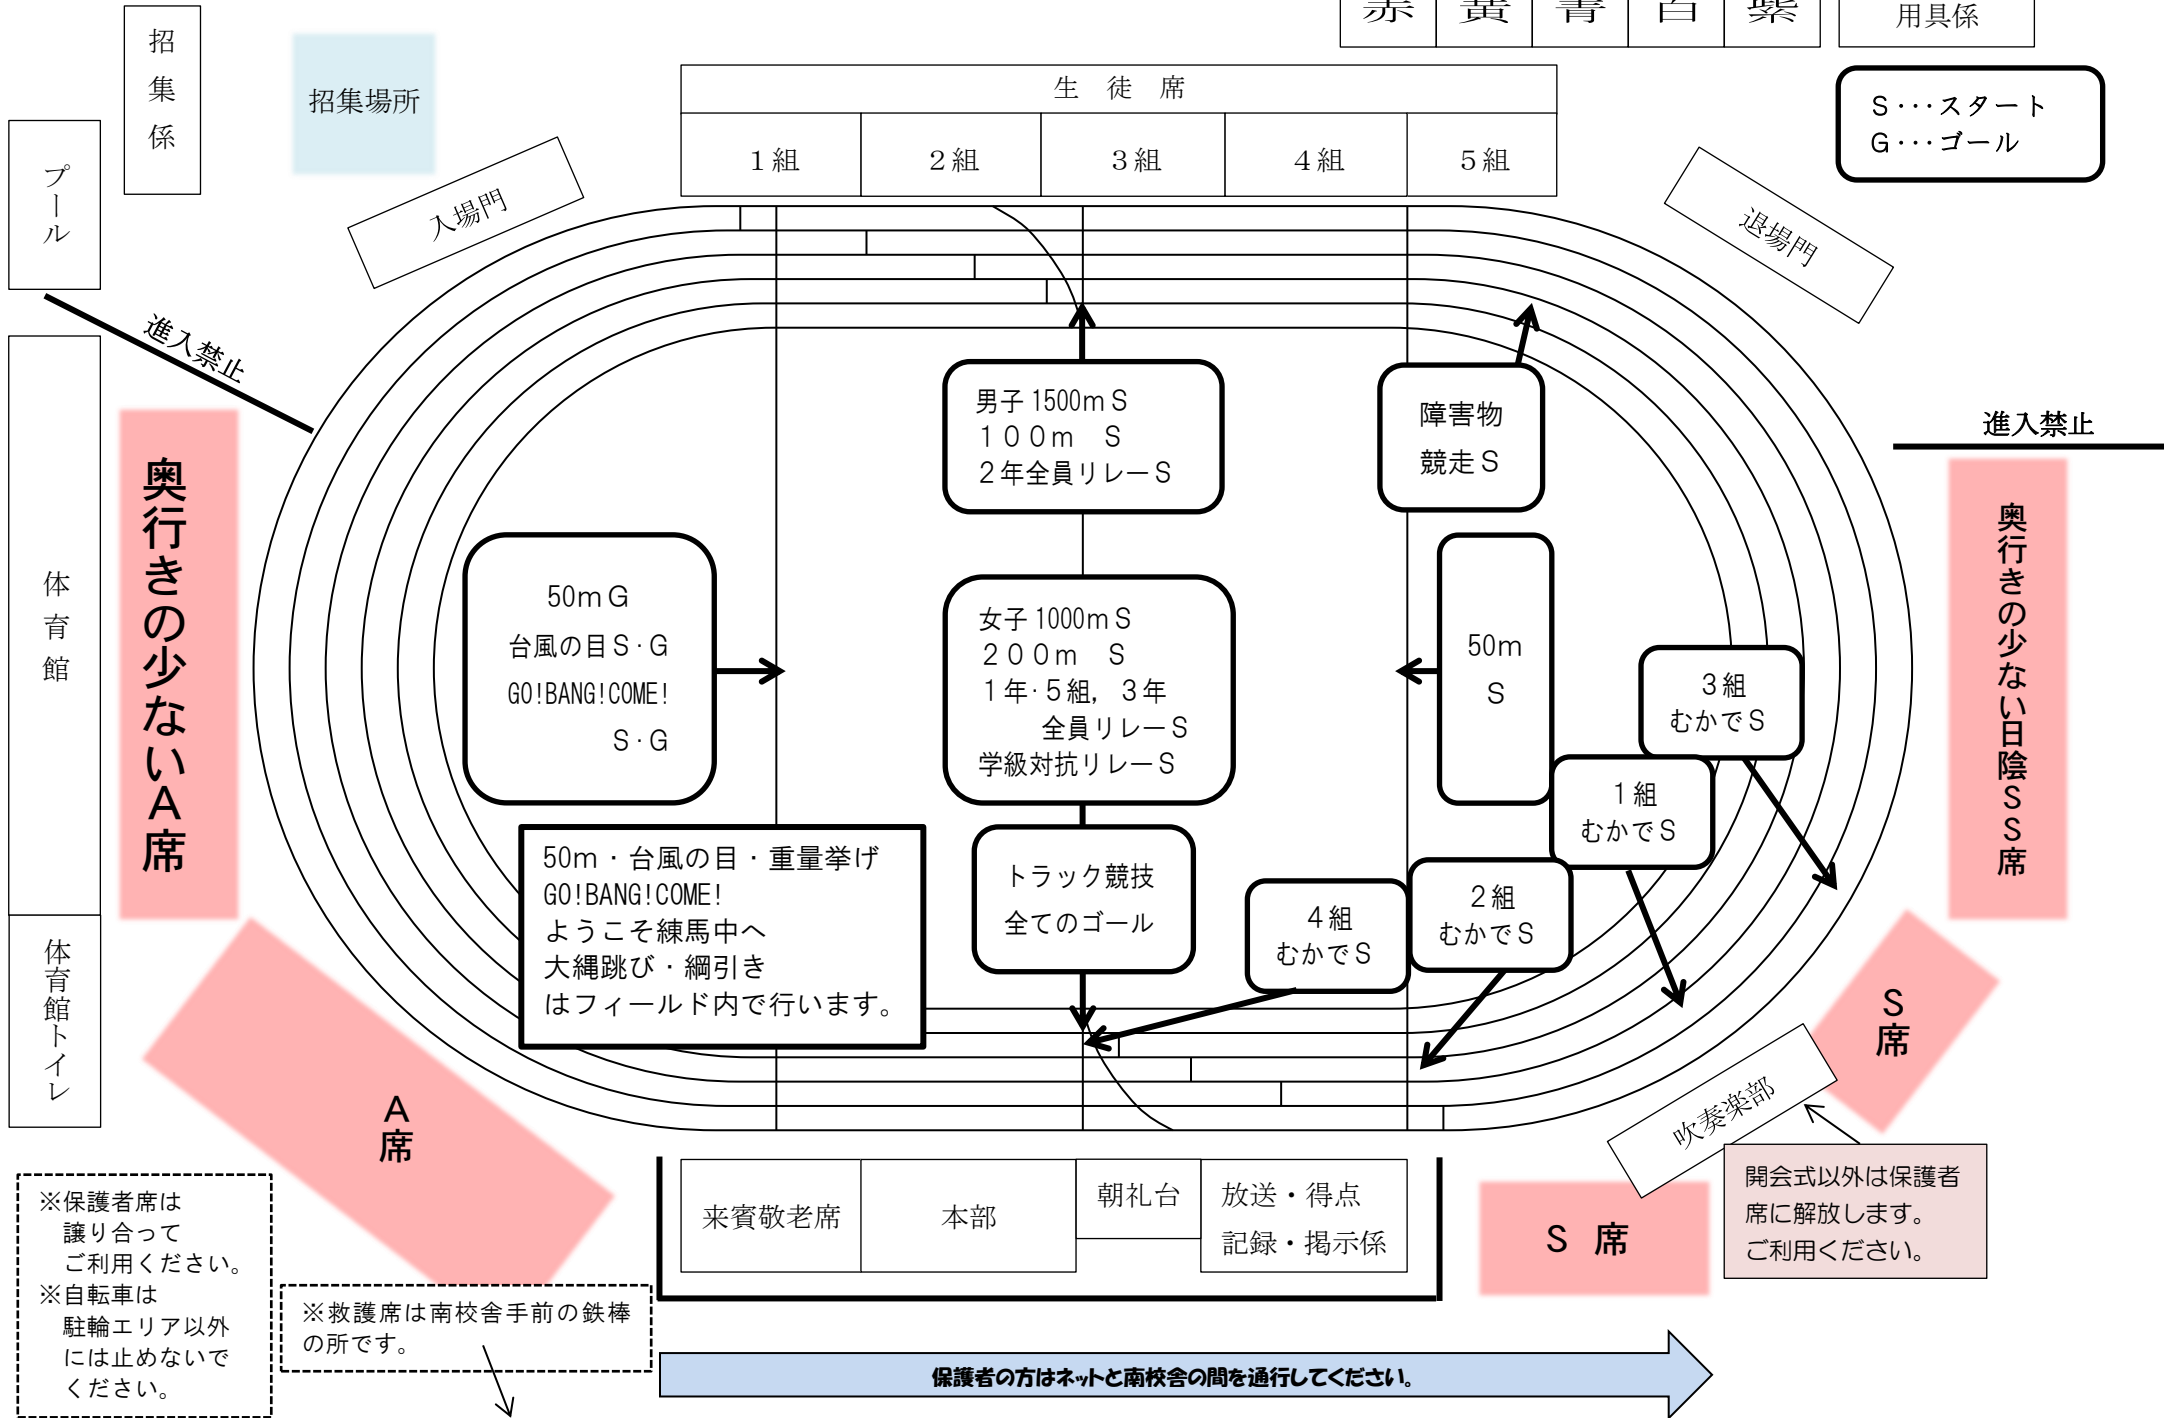 赤 黄 青 白 紫
用具係
招集係
招集場所
生 徒 席
1組 2組 3組 4組 5組
S・・・スタート
G・・・ゴール
プール
入場門
退場門
進入禁止
進入禁止
体育館
体育館トイレ
奥行きの少ないA席
奥行きの少ない日陰SS席
男子1500mS
100m S
2年全員リレーS
障害物
競走S
50mG
台風の目S・G
GO!BANG!COME!
S・G
女子1000mS
200m S
1年・5組，3年
全員リレーS
学級対抗リレーS
50m
S
3組
むかでS
1組
むかでS
2組
むかでS
4組
むかでS
トラック競技
全てのゴール
50m・台風の目・重量挙げ
GO!BANG!COME!
ようこそ練馬中へ
大縄跳び・綱引き
はフィールド内で行います。
A席
S席
吹奏楽部
S 席
開会式以外は保護者
席に解放します。
ご利用ください。
来賓敬老席
本部
朝礼台
放送・得点
記録・掲示係
※保護者席は
譲り合って
ご利用ください。
※自転車は
駐輪エリア以外
には止めないで
ください。
※救護席は南校舎手前の鉄棒
の所です。
保護者の方はネットと南校舎の間を通行してください。